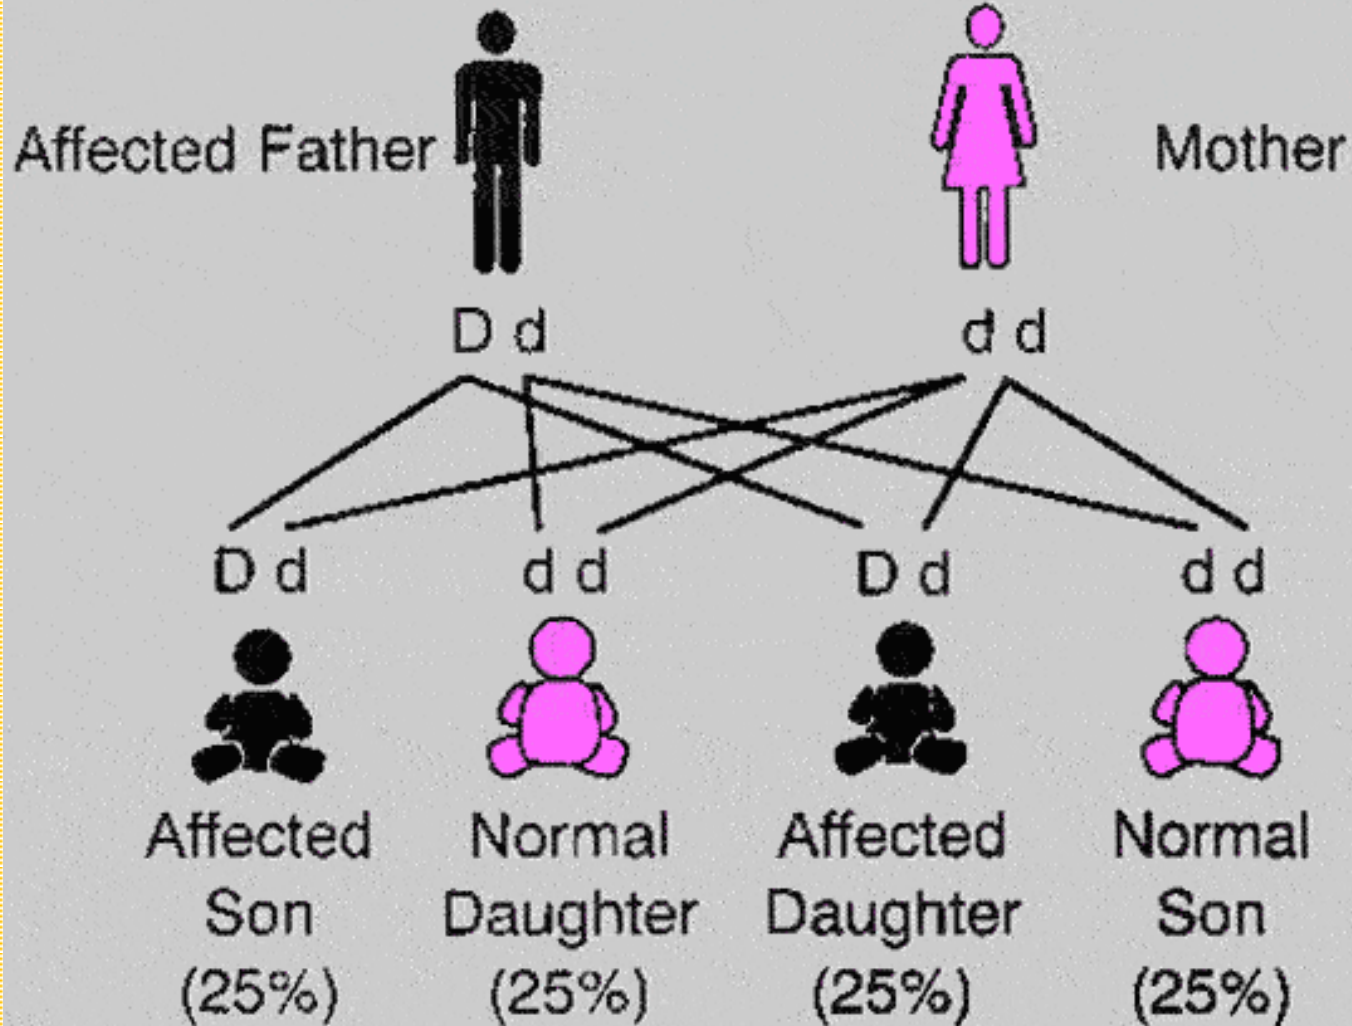 Affected Father
Mother
D d
d d
D d
d d
D d
d d
Affected
Son
(25%)
Normal
Daughter
(25%)
Affected
Daughter
(25%)
Normal
Son
(25%)